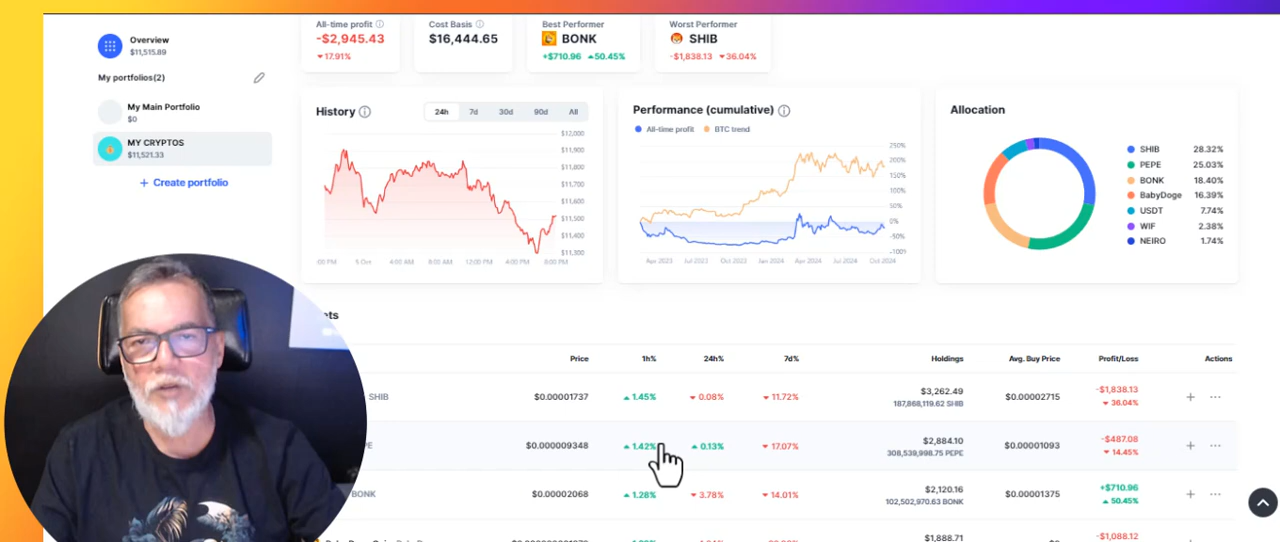 Overview
$11,515.89
My portfolios(2)
My Main Portfolio
$0
MY CRYPTOS
$11,521.33
+ Create portfolio
All-time profit
-$2,945.43
17.91%
Cost Basis
$16,444.65
Best Performer
BONK
+$710.96 50.45%
Worst Performer
SHIB
-$1,838.13 36.04%
History
24h 7d 30d 90d All
$12,000
$11,900
$11,800
$11,700
$11,600
$11,500
$11,400
$11,300
00 PM 5 Oct 4:00 AM 8:00 AM 12:00 PM 4:00 PM 8:00 PM
Performance (cumulative)
All-time profit BTC trend
250%
200%
150%
100%
50%
0%
-50%
-100%
Apr 2023 Jul 2023 Oct 2023 Jan 2024 Apr 2024 Jul 2024 Oct 2024
Allocation
SHIB 28.32%
PEPE 25.03%
BONK 18.40%
BabyDoge 16.39%
USDT 7.74%
WIF 2.38%
NEIRO 1.74%
ets
Price 1h% 24h% 7d% Holdings Avg. Buy Price Profit/Loss Actions
SHIB $0.00001737 1.45% 0.08% 11.72% $3,262.49 $0.00002715 -$1,838.13
187,868,119.62 SHIB 36.04%
PE $0.000009348 1.42% 0.13% 17.07% $2,884.10 $0.00001093 -$487.08
308,539,998.75 PEPE 14.45%
BONK $0.00002068 1.28% 3.78% 14.01% $2,120.16 $0.00001375 +$710.96
102,502,970.63 BONK 50.45%
$1,888.71 -$1,088.12